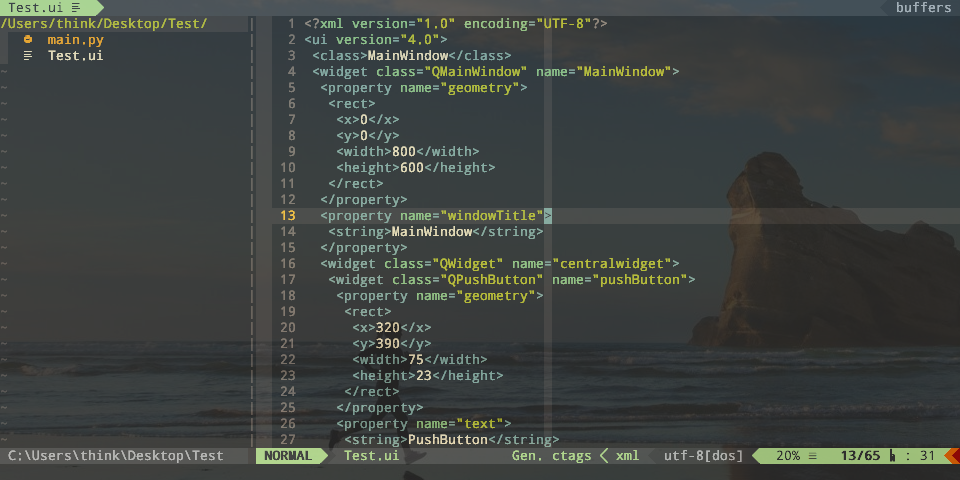 Test.ui
buffers
/Users/think/Desktop/Test/
main.py
Test.ui
1 <?xml version="1.0" encoding="UTF-8"?>
2 <ui version="4.0">
3 <class>MainWindow</class>
4 <widget class="QMainWindow" name="MainWindow">
5 <property name="geometry">
6 <rect>
7 <x>0</x>
8 <y>0</y>
9 <width>800</width>
10 <height>600</height>
11 </rect>
12 </property>
13 <property name="windowTitle">
14 <string>MainWindow</string>
15 </property>
16 <widget class="QWidget" name="centralwidget">
17 <widget class="QPushButton" name="pushButton">
18 <property name="geometry">
19 <rect>
20 <x>320</x>
21 <y>390</y>
22 <width>75</width>
23 <height>23</height>
24 </rect>
25 </property>
26 <property name="text">
27 <string>PushButton</string>
C:\Users\think\Desktop\Test NORMAL Test.ui Gen. ctags xml utf-8[dos] 20% 13/65 : 31